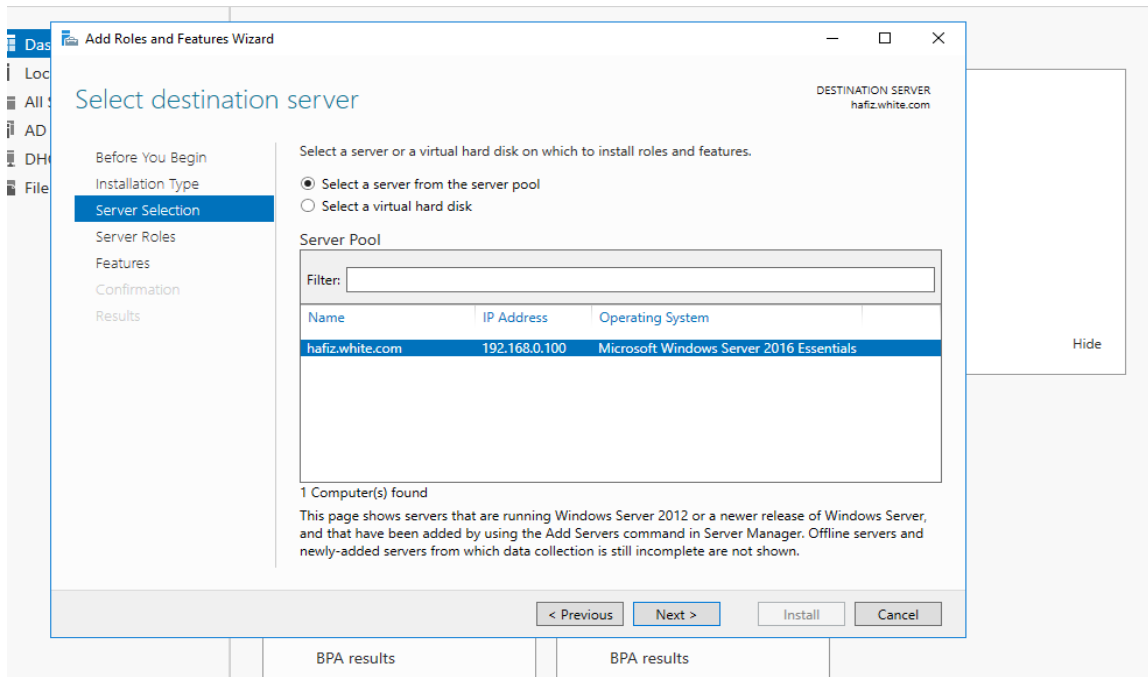 Add Roles and Features Wizard
Das
Loc
All S
AD
DHC
File
Select destination server
DESTINATION SERVER
hafiz.white.com
Before You Begin
Installation Type
Server Selection
Server Roles
Features
Confirmation
Results
Select a server or a virtual hard disk on which to install roles and features.
Select a server from the server pool
Select a virtual hard disk
Server Pool
Filter:
Name IP Address Operating System
hafiz.white.com 192.168.0.100 Microsoft Windows Server 2016 Essentials
1 Computer(s) found
This page shows servers that are running Windows Server 2012 or a newer release of Windows Server,
and that have been added by using the Add Servers command in Server Manager. Offline servers and
newly-added servers from which data collection is still incomplete are not shown.
< Previous Next > Install Cancel
Hide
BPA results BPA results